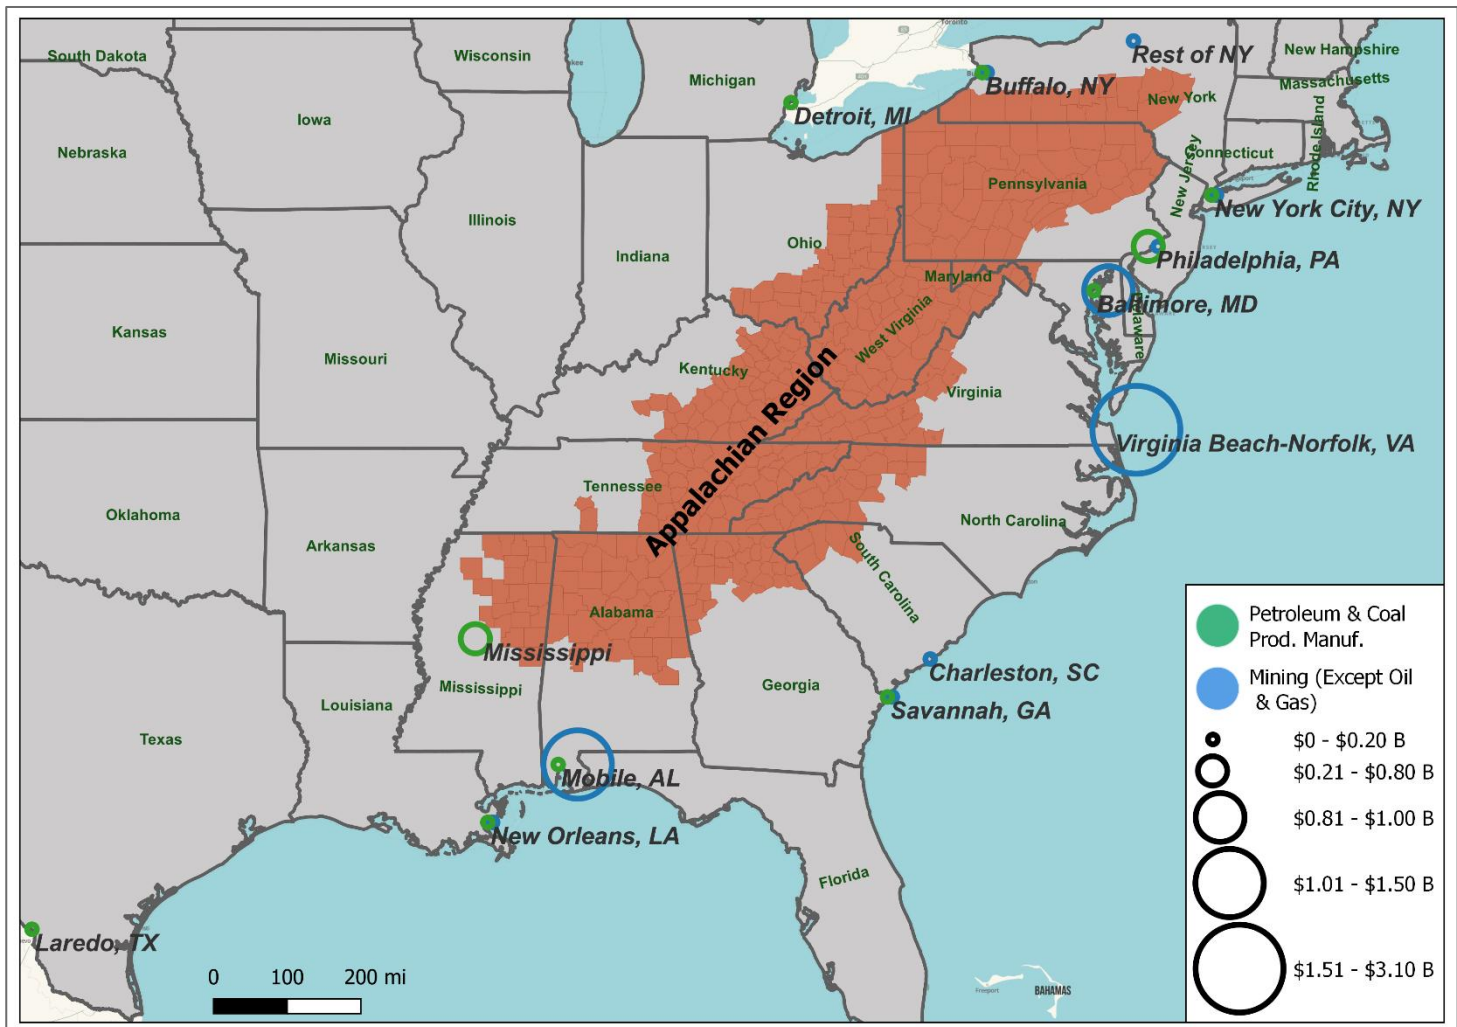 South Dakota
Wisconsin
Michigan
Toronto
Rest of NY
New Hampshire
Massachusetts
Buffalo, NY
New York
Detroit, MI
Iowa
Nebraska
Connecticut
Rhode Island
New Jersey
Pennsylvania
New York City, NY
Illinois
Indiana
Ohio
Philadelphia, PA
Maryland
Baltimore, MD
Delaware
West Virginia
Kansas
Missouri
Kentucky
Virginia
Appalachian Region
Virginia Beach-Norfolk, VA
Tennessee
Oklahoma
Arkansas
North Carolina
South Carolina
Alabama
Mississippi
Mississippi
Charleston, SC
Georgia
Savannah, GA
Louisiana
Texas
Mobile, AL
New Orleans, LA
Florida
Laredo, TX
0 100 200 mi
Freeport
BAHAMAS
Petroleum & Coal
Prod. Manuf.
Mining (Except Oil
& Gas)
$0 - $0.20 B
$0.21 - $0.80 B
$0.81 - $1.00 B
$1.01 - $1.50 B
$1.51 - $3.10 B